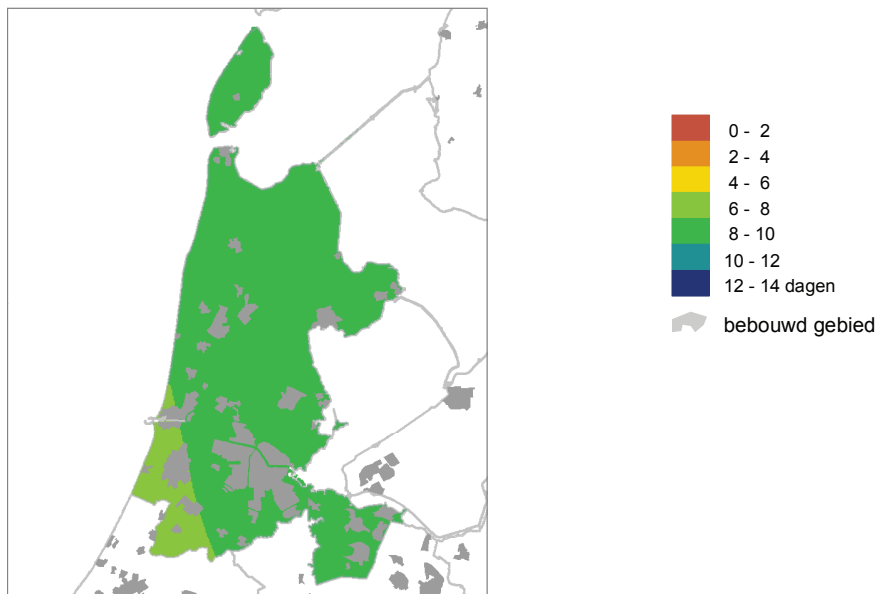 0 - 2
2 - 4
4 - 6
6 - 8
8 - 10
10 - 12
12 - 14 dagen
bebouwd gebied